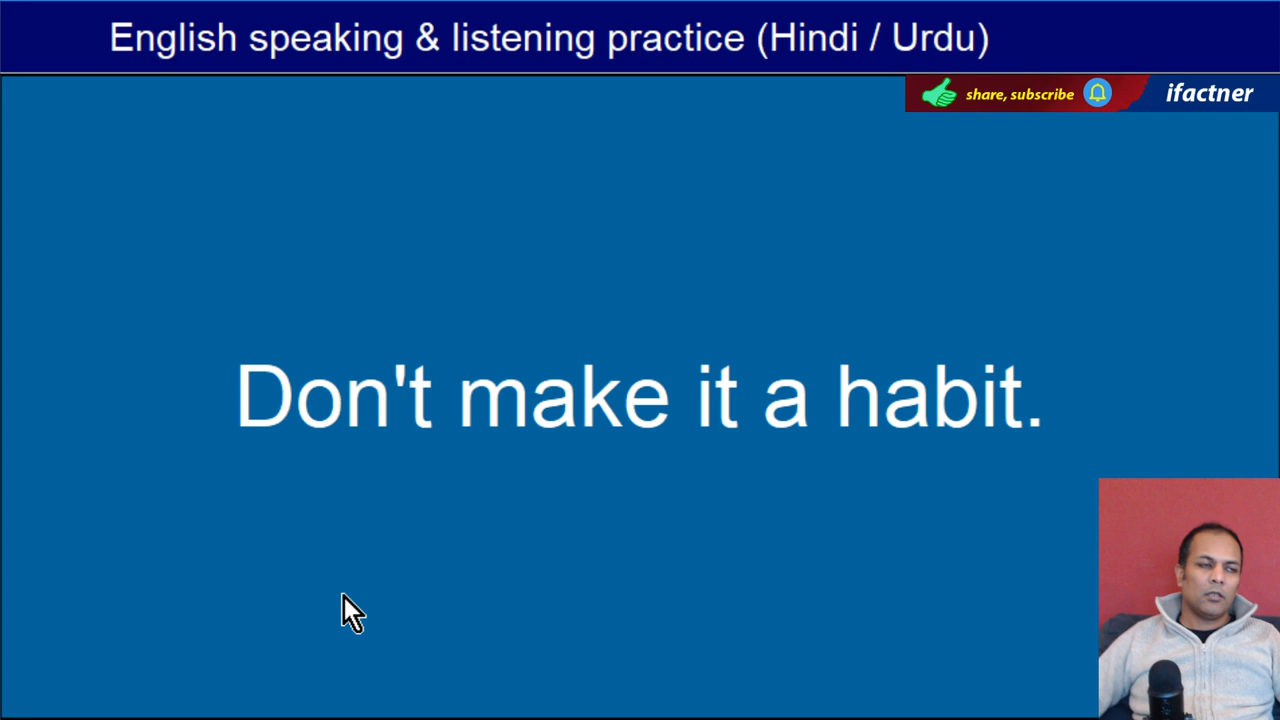 English speaking & listening practice (Hindi / Urdu)
share, subscribe
ifactner
Don't make it a habit.